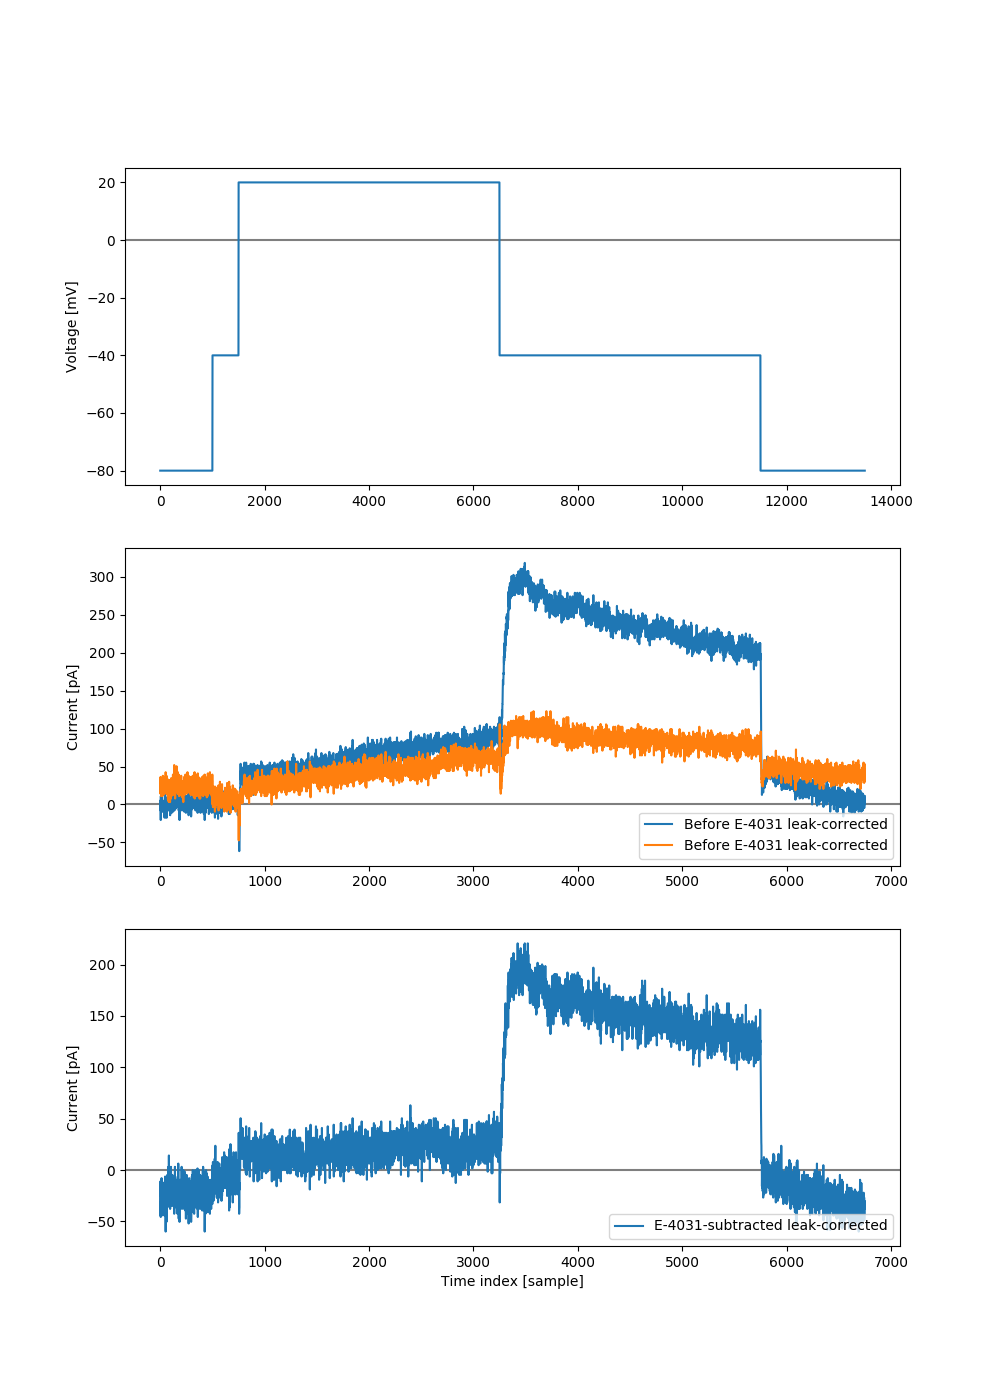 Voltage [mV]
20
0
−20
−40
−60
−80
0 2000 4000 6000 8000 10000 12000 14000
Current [pA]
300
250
200
150
100
50
0
−50
Before E-4031 leak-corrected
Before E-4031 leak-corrected
0 1000 2000 3000 4000 5000 6000 7000
Current [pA]
200
150
100
50
0
−50
E-4031-subtracted leak-corrected
0 1000 2000 3000 4000 5000 6000 7000
Time index [sample]